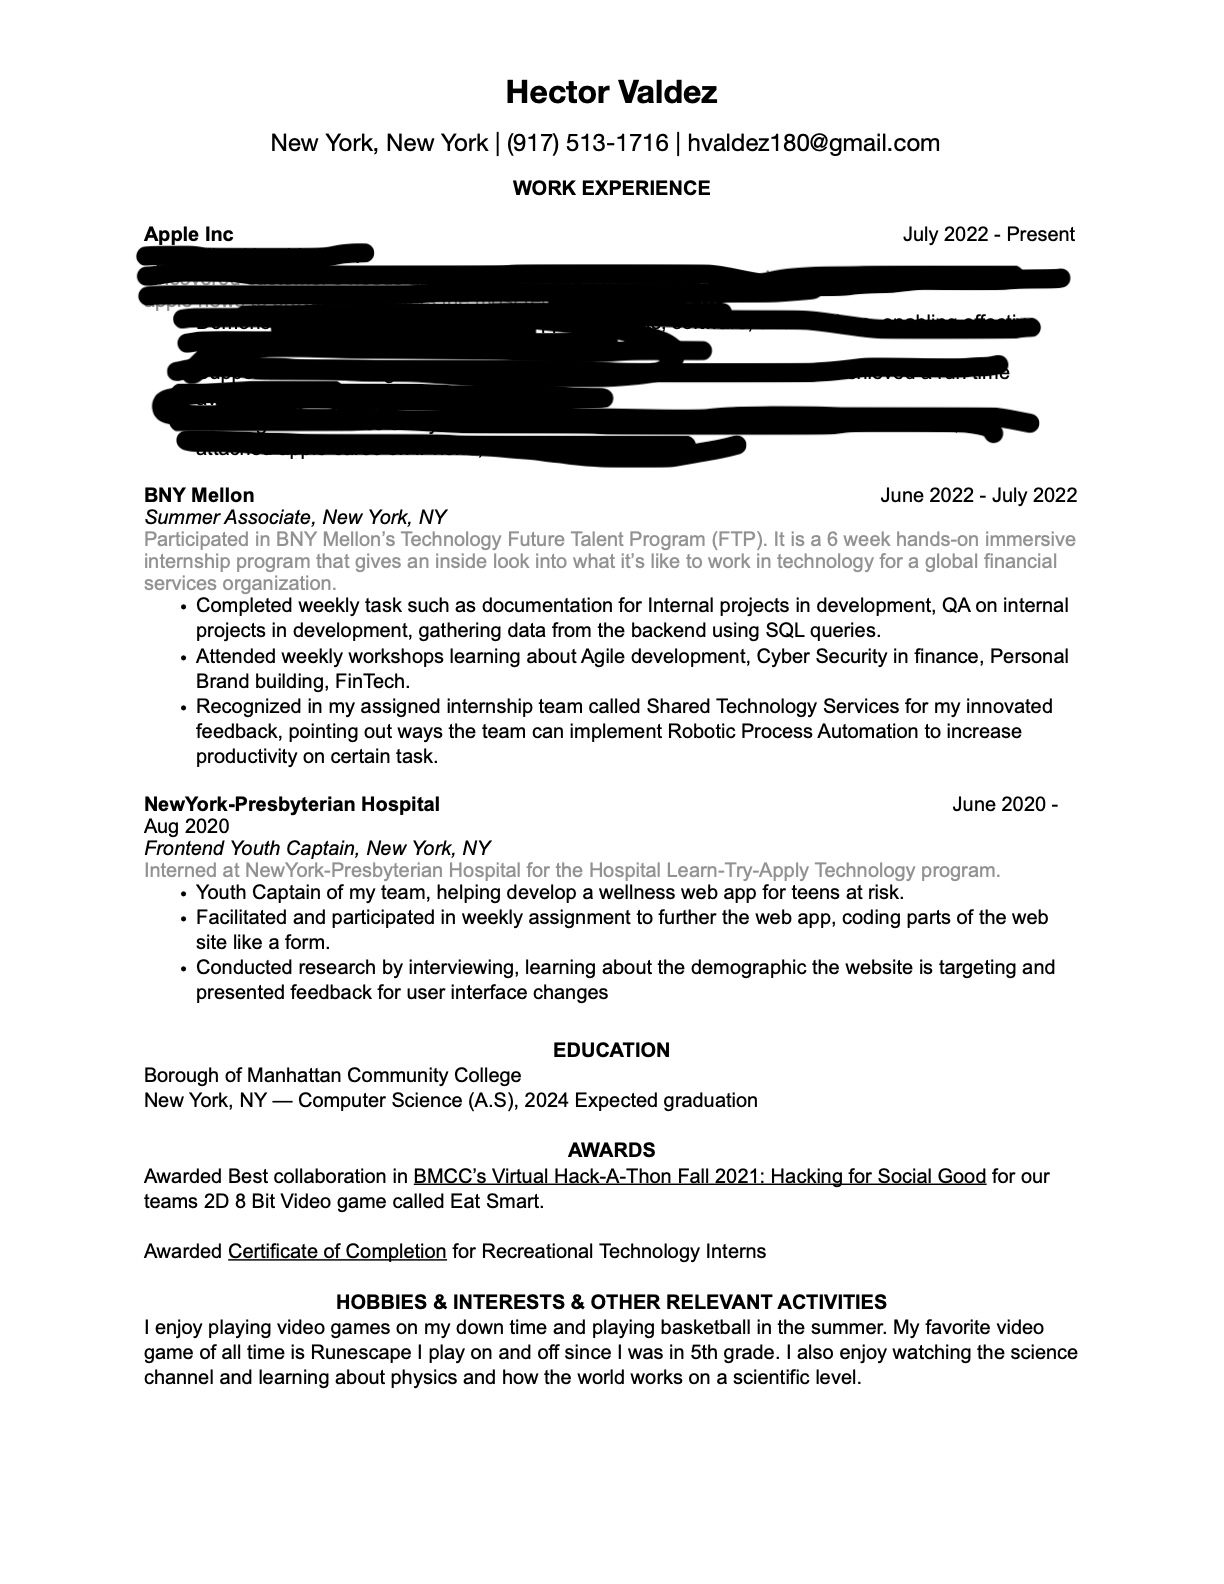 Hector Valdez
New York, New York | (917) 513-1716 | hvaldez180@gmail.com
WORK EXPERIENCE
Apple Inc July 2022 - Present
BNY Mellon June 2022 - July 2022
Summer Associate, New York, NY
Participated in BNY Mellon’s Technology Future Talent Program (FTP). It is a 6 week hands-on immersive
internship program that gives an inside look into what it’s like to work in technology for a global financial
services organization.
• Completed weekly task such as documentation for Internal projects in development, QA on internal
projects in development, gathering data from the backend using SQL queries.
• Attended weekly workshops learning about Agile development, Cyber Security in finance, Personal
Brand building, FinTech.
• Recognized in my assigned internship team called Shared Technology Services for my innovated
feedback, pointing out ways the team can implement Robotic Process Automation to increase
productivity on certain task.
NewYork-Presbyterian Hospital June 2020 -
Aug 2020
Frontend Youth Captain, New York, NY
Interned at NewYork-Presbyterian Hospital for the Hospital Learn-Try-Apply Technology program.
• Youth Captain of my team, helping develop a wellness web app for teens at risk.
• Facilitated and participated in weekly assignment to further the web app, coding parts of the web
site like a form.
• Conducted research by interviewing, learning about the demographic the website is targeting and
presented feedback for user interface changes
EDUCATION
Borough of Manhattan Community College
New York, NY — Computer Science (A.S), 2024 Expected graduation
AWARDS
Awarded Best collaboration in BMCC’s Virtual Hack-A-Thon Fall 2021: Hacking for Social Good for our
teams 2D 8 Bit Video game called Eat Smart.
Awarded Certificate of Completion for Recreational Technology Interns
HOBBIES & INTERESTS & OTHER RELEVANT ACTIVITIES
I enjoy playing video games on my down time and playing basketball in the summer. My favorite video
game of all time is Runescape I play on and off since I was in 5th grade. I also enjoy watching the science
channel and learning about physics and how the world works on a scientific level.